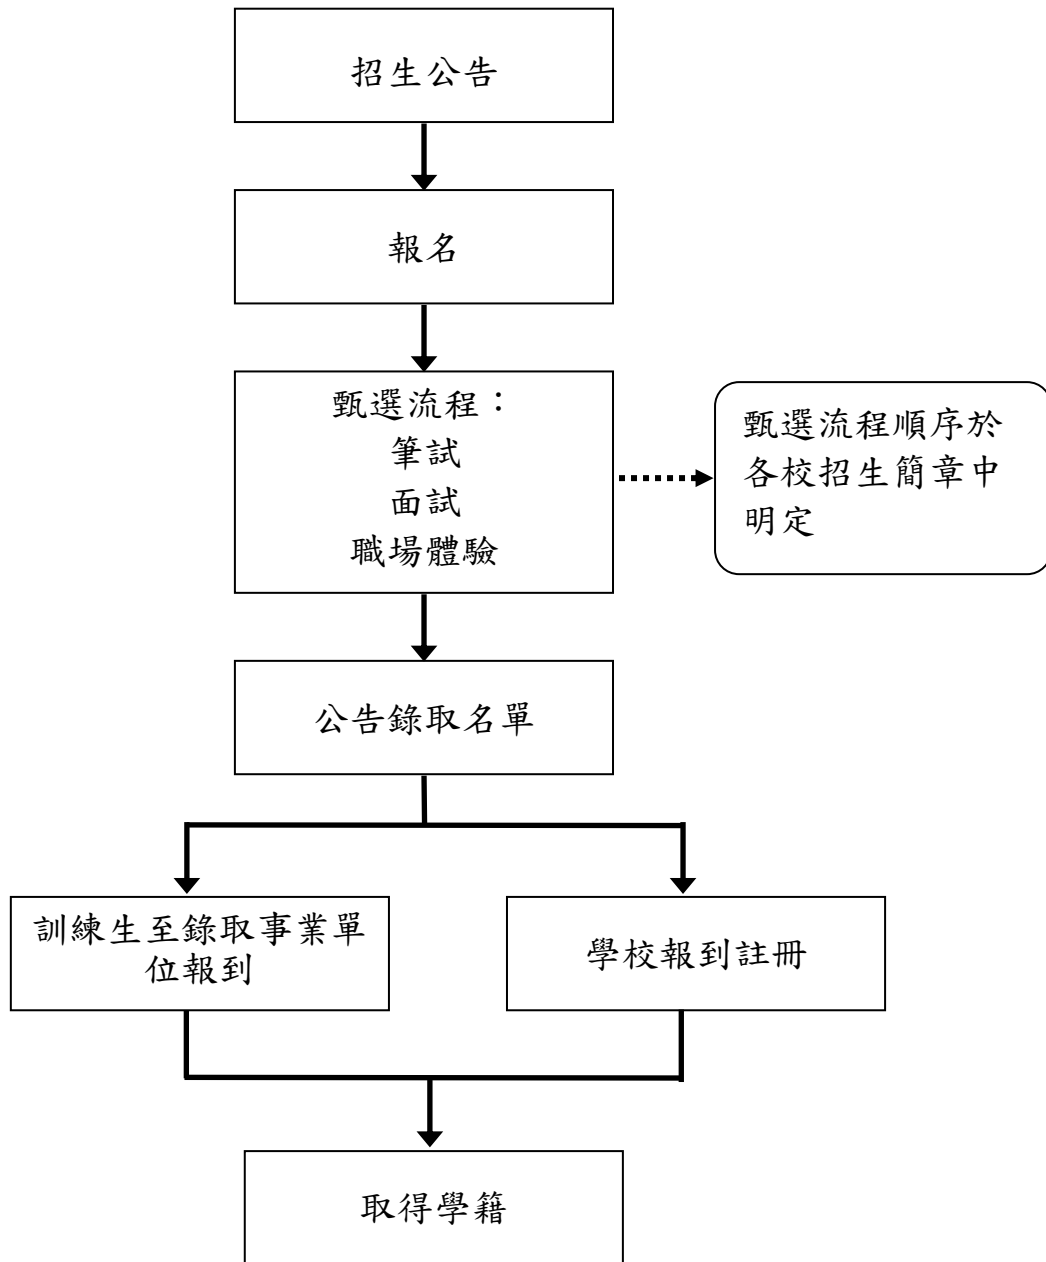 招生公告
報名
甄選流程：
筆試
面試
職場體驗
甄選流程順序於
各校招生簡章中
明定
公告錄取名單
訓練生至錄取事業單
位報到
學校報到註冊
取得學籍